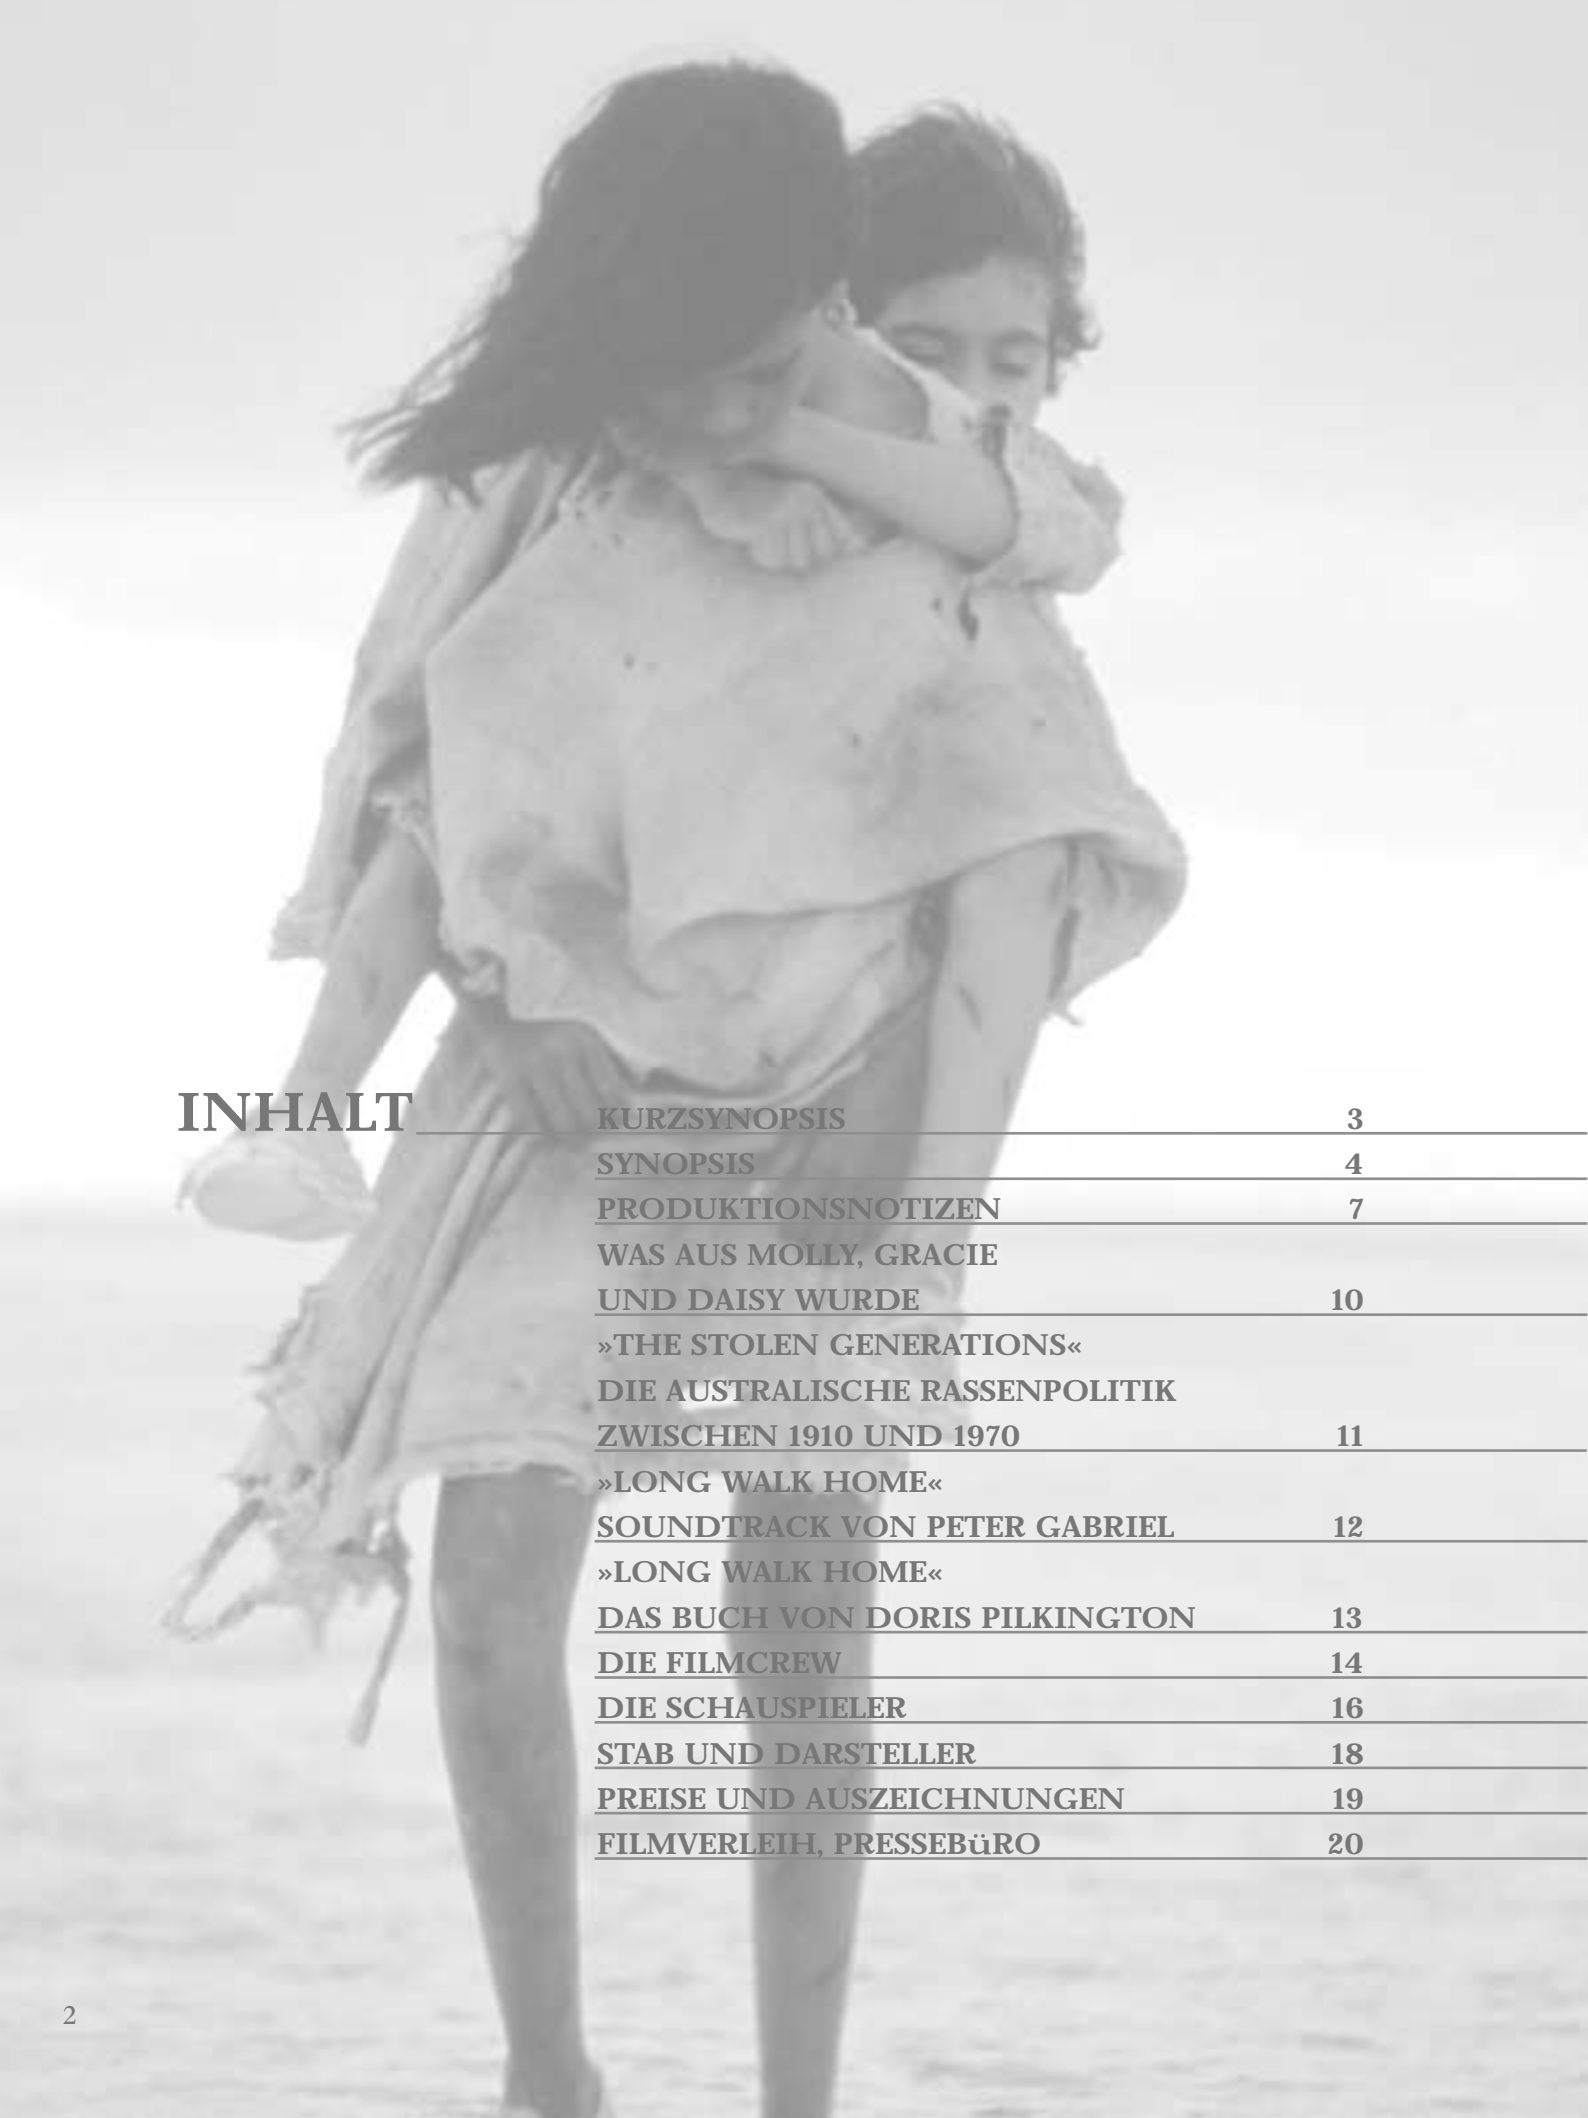 INHALT
KURZSYNOPSIS 3
SYNOPSIS 4
PRODUKTIONSNOTIZEN 7
WAS AUS MOLLY, GRACIE
UND DAISY WURDE 10
»THE STOLEN GENERATIONS«
DIE AUSTRALISCHE RASSENPOLITIK
ZWISCHEN 1910 UND 1970 11
»LONG WALK HOME«
SOUNDTRACK VON PETER GABRIEL 12
»LONG WALK HOME«
DAS BUCH VON DORIS PILKINGTON 13
DIE FILMCREW 14
DIE SCHAUSPIELER 16
STAB UND DARSTELLER 18
PREISE UND AUSZEICHNUNGEN 19
FILMVERLEIH, PRESSEBüRO 20
2